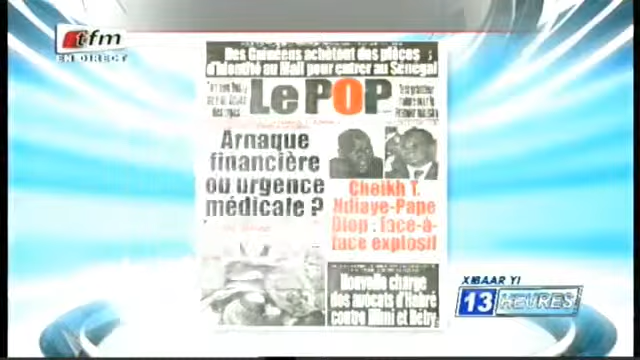 tfm
EN DIRECT
Des Guinéens achètent des pièces
d'identité au Mali pour entrer au Sénégal
Le POP
Arnaque
financière
ou urgence
médicale ?
Cheikh T.
Ndiaye-Pape
Diop : face-à-
face explosif
Nouvelle charge
des avocats d'Habré
contre Mimi et Déby
XIBAAR YI
13 HEURES